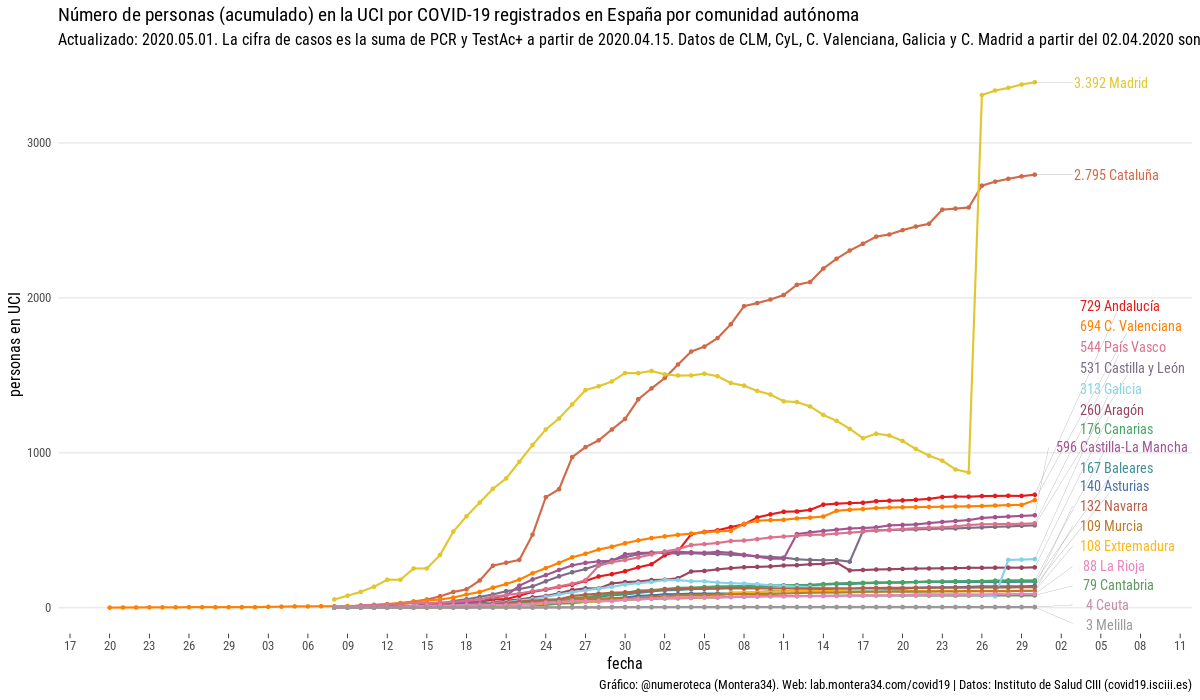 Número de personas (acumulado) en la UCI por COVID-19 registrados en España por comunidad autónoma
Actualizado: 2020.05.01. La cifra de casos es la suma de PCR y TestAc+ a partir de 2020.04.15. Datos de CLM, CyL, C. Valenciana, Galicia y C. Madrid a partir del 02.04.2020 son
3.392 Madrid
3000
2.795 Cataluña
personas en UCI
2000
729 Andalucía
694 C. Valenciana
544 País Vasco
531 Castilla y León
313 Galicia
260 Aragón
176 Canarias
1000
596 Castilla-La Mancha
167 Baleares
140 Asturias
132 Navarra
109 Murcia
108 Extremadura
88 La Rioja
79 Cantabria
0
4 Ceuta
3 Melilla
17 20 23 26 29 03 06 09 12 15 18 21 24 27 30 02 05 08 11 14 17 20 23 26 29 02 05 08 11
fecha
Gráfico: @numeroteca (Montera34). Web: lab.montera34.com/covid19 | Datos: Instituto de Salud CIII (covid19.isciii.es)